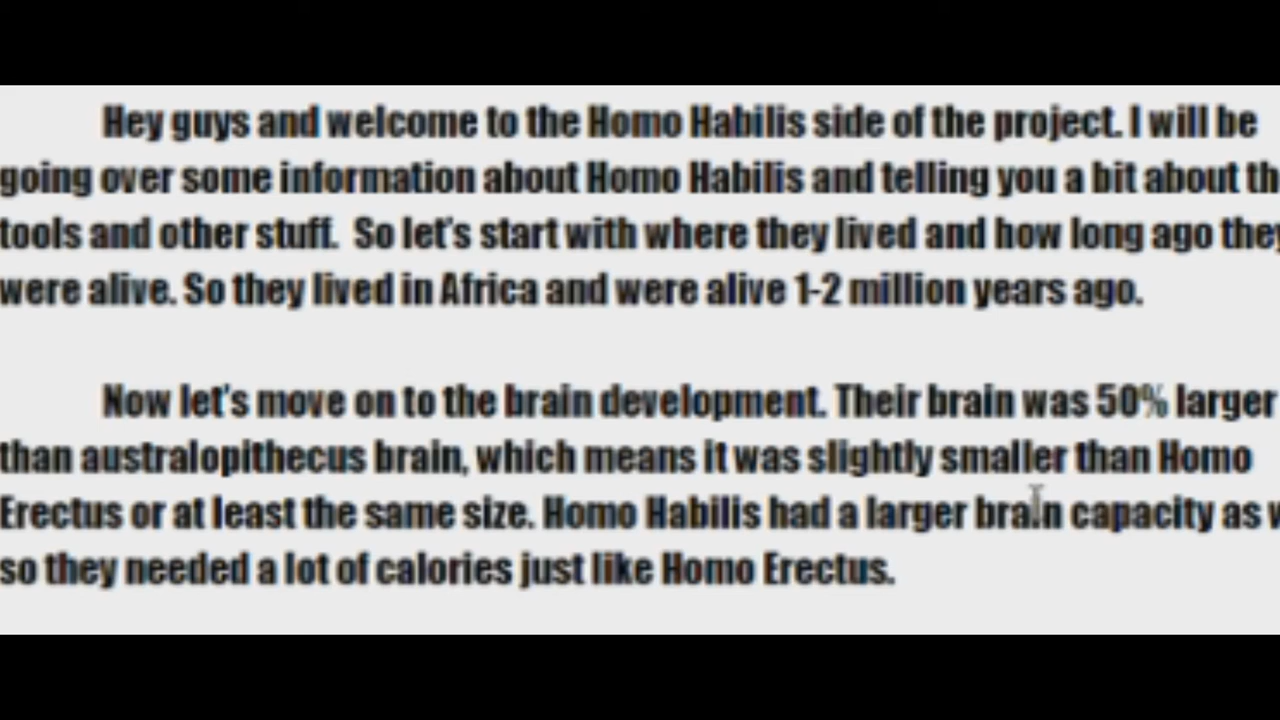 Hey guys and welcome to the Homo Habilis side of the project. I will be
going over some information about Homo Habilis and telling you a bit about th
tools and other stuff. So let's start with where they lived and how long ago they
were alive. So they lived in Africa and were alive 1-2 million years ago.
Now let's move on to the brain development. Their brain was 50% larger
than australopithecus brain, which means it was slightly smaller than Homo
Erectus or at least the same size. Homo Habilis had a larger brain capacity as
so they needed a lot of calories just like Homo Erectus.